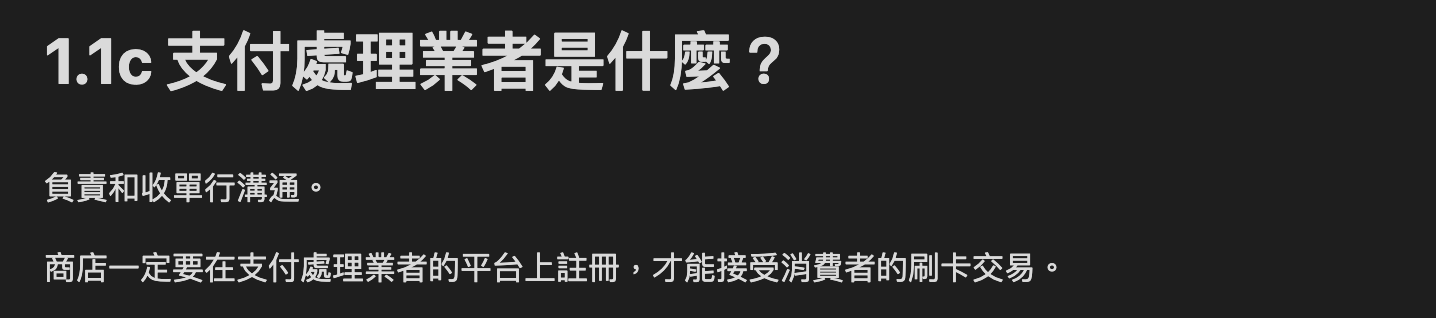 1.1c 支付處理業者是什麼？
負責和收單行溝通。
商店一定要在支付處理業者的平台上註冊，才能接受消費者的刷卡交易。